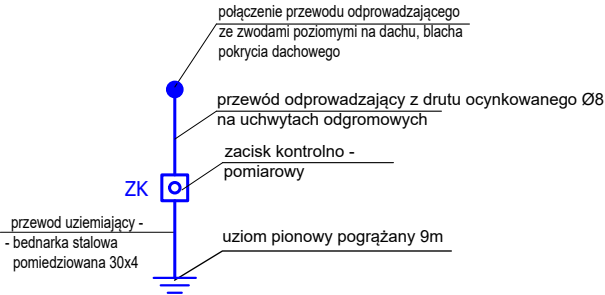 połączenie przewodu odprowadzającego
ze zwodami poziomymi na dachu, blacha
pokrycia dachowego
przewód odprowadzający z drutu ocynkowanego Ø8
na uchwytach odgromowych
zacisk kontrolno -
pomiarowy
ZK
przewod uziemiający -
- bednarka stalowa
pomiedziowana 30x4
uziom pionowy pogrążany 9m